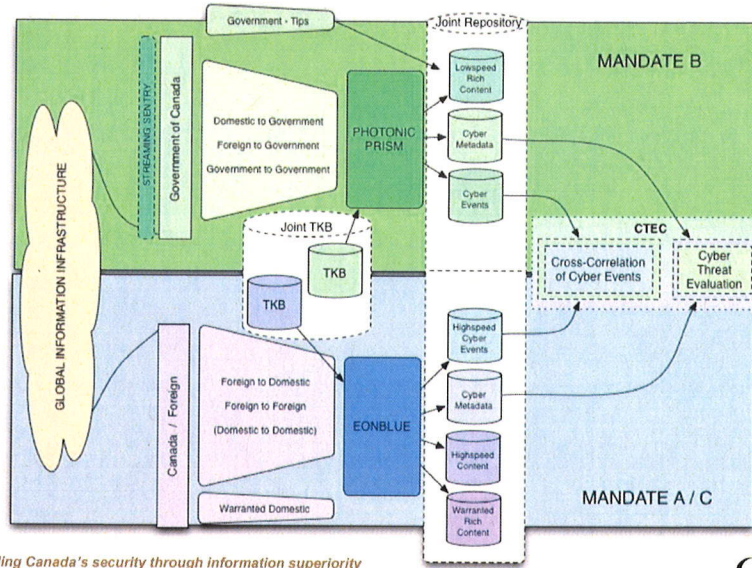 Government - Tips
Joint Repository
MANDATE B
GLOBAL INFORMATION INFRASTRUCTURE
STREAMING SENTRY
Government of Canada
Domestic to Government
Foreign to Government
Government to Government
PHOTONIC
PRISM
Lowspeed
Rich
Content
Cyber
Metadata
Cyber
Events
Joint TKB
TKB
TKB
CTEC
Cross-Correlation
of Cyber Events
Cyber
Threat
Evaluation
Canada / Foreign
Foreign to Domestic
Foreign to Foreign
(Domestic to Domestic)
Warranted Domestic
EONBLUE
Highspeed
Cyber
Events
Cyber
Metadata
Highspeed
Content
Warranted
Rich
Content
MANDATE A / C
Canada's security through information superiority